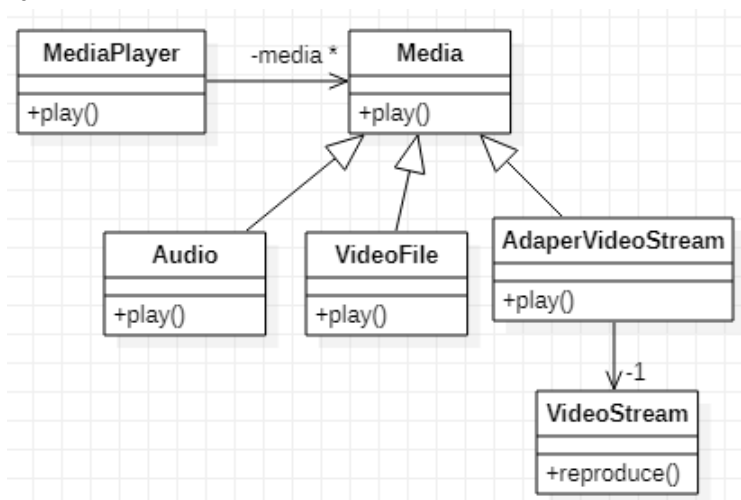 MediaPlayer
+play()
-media *
Media
+play()
Audio
+play()
VideoFile
+play()
AdaperVideoStream
+play()
-1
VideoStream
+reproduce()